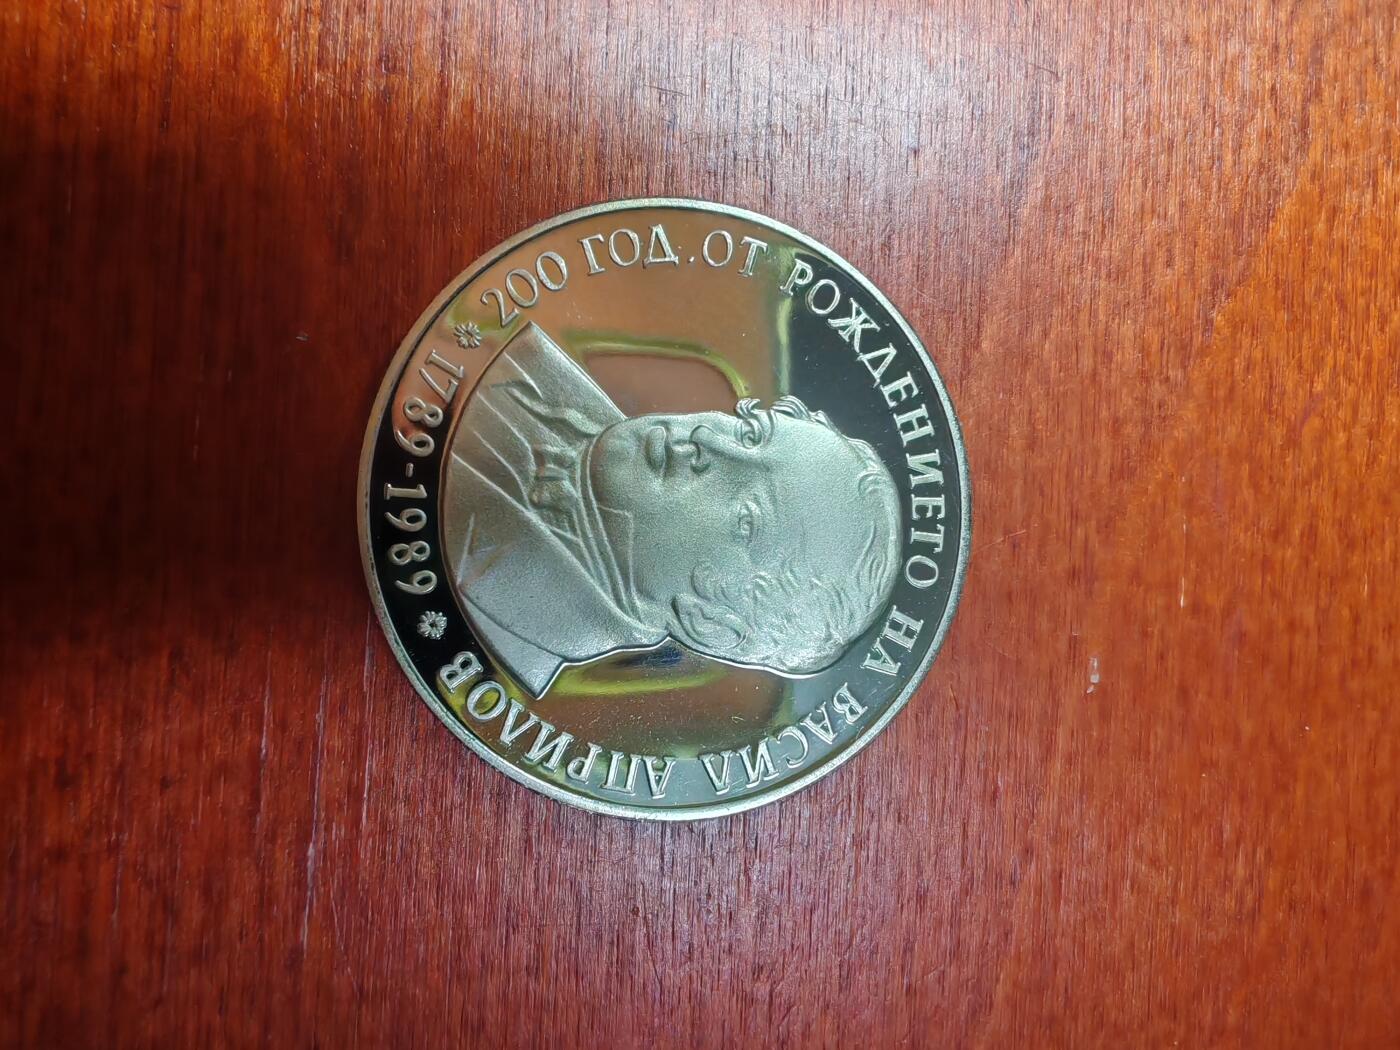 200 ГОД. ОТ РОЖДЕНИЕТО НА ВАСИЛ АПРИЛОВ
1789-1989